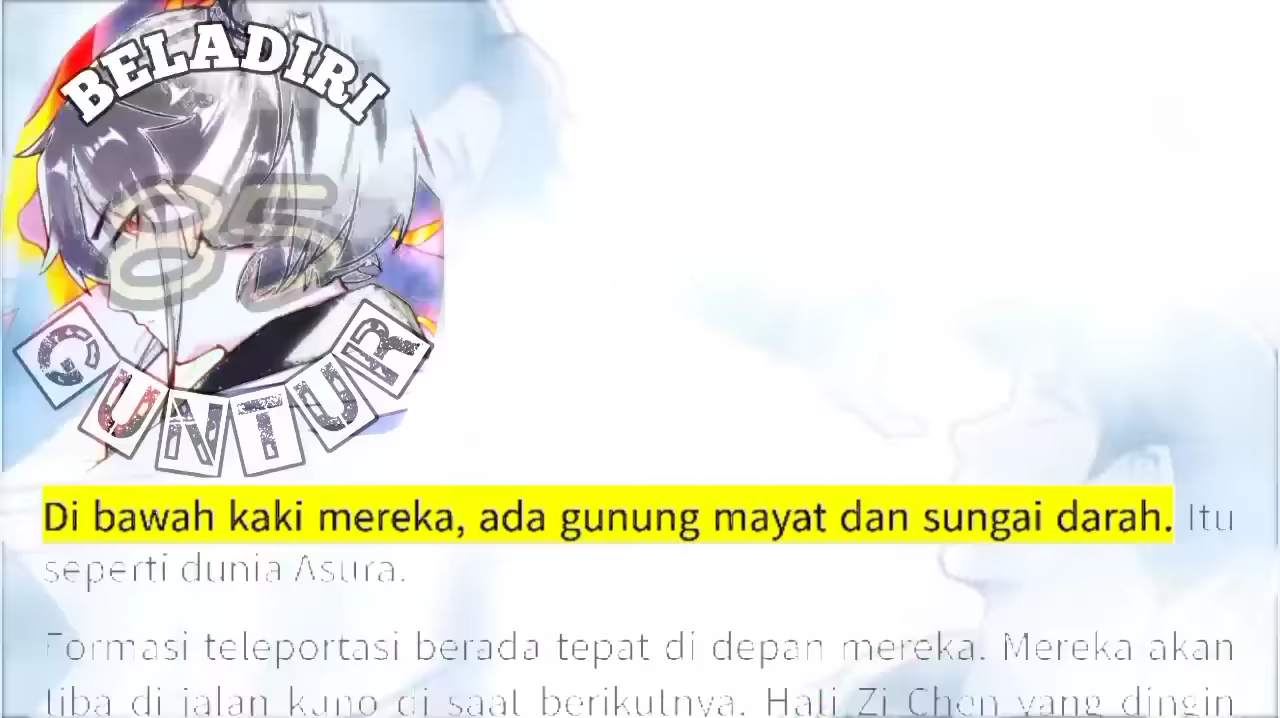 BELADIRI
85
GUNTUR
Di bawah kaki mereka, ada gunung mayat dan sungai darah. Itu
seperti dunia Asura.
Formasi teleportasi berada tepat di depan mereka. Mereka akan
tiba di jalan kuno di saat berikutnya. Hati Zi Chen yang dingin